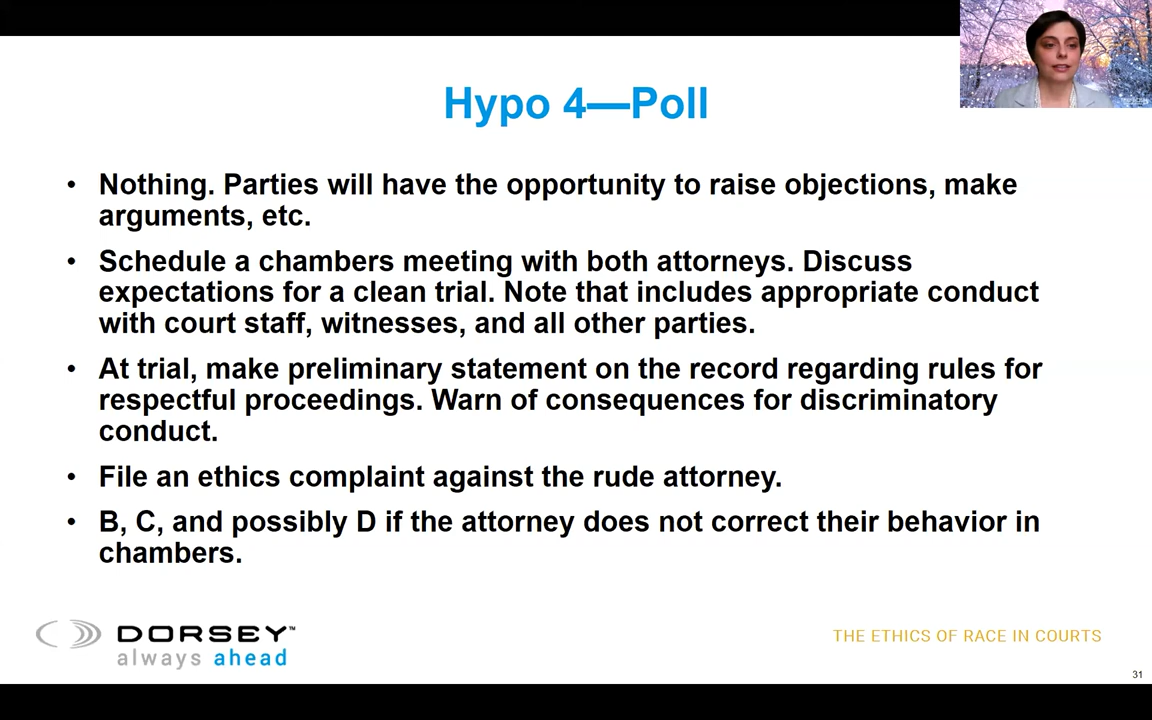 Hypo 4—Poll
• Nothing. Parties will have the opportunity to raise objections, make
arguments, etc.
• Schedule a chambers meeting with both attorneys. Discuss
expectations for a clean trial. Note that includes appropriate conduct
with court staff, witnesses, and all other parties.
• At trial, make preliminary statement on the record regarding rules for
respectful proceedings. Warn of consequences for discriminatory
conduct.
• File an ethics complaint against the rude attorney.
• B, C, and possibly D if the attorney does not correct their behavior in
chambers.
DORSEY™
always ahead
THE ETHICS OF RACE IN COURTS
31